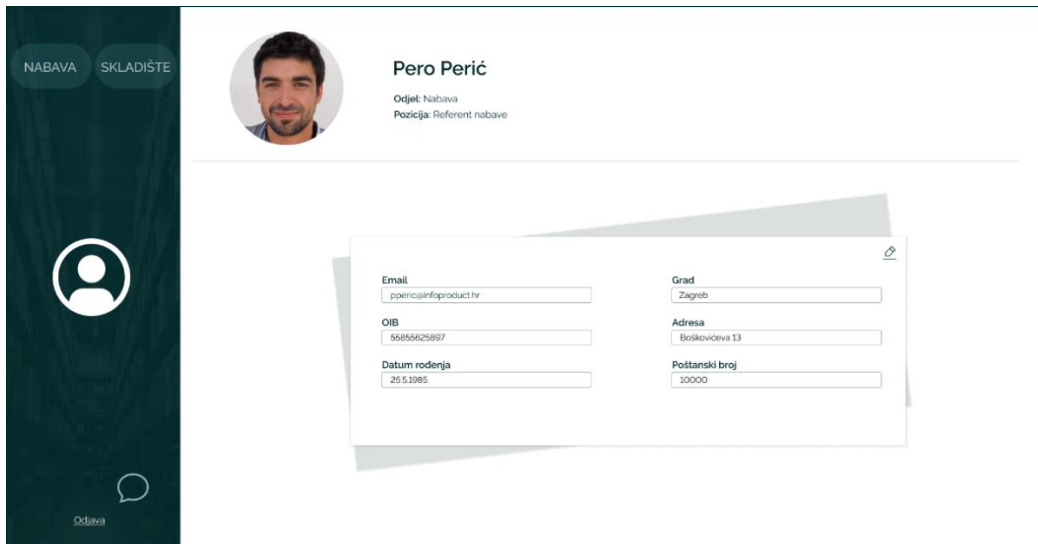 NABAVA SKLADIŠTE
Pero Perić
Odjel: Nabava
Pozicija: Referent nabave
Email
pperic@infoproduct.hr
Grad
Zagreb
OIB
55855625897
Adresa
Boškoviceva 13
Datum rođenja
25.5.1985.
Poštanski broj
10000
Odjava